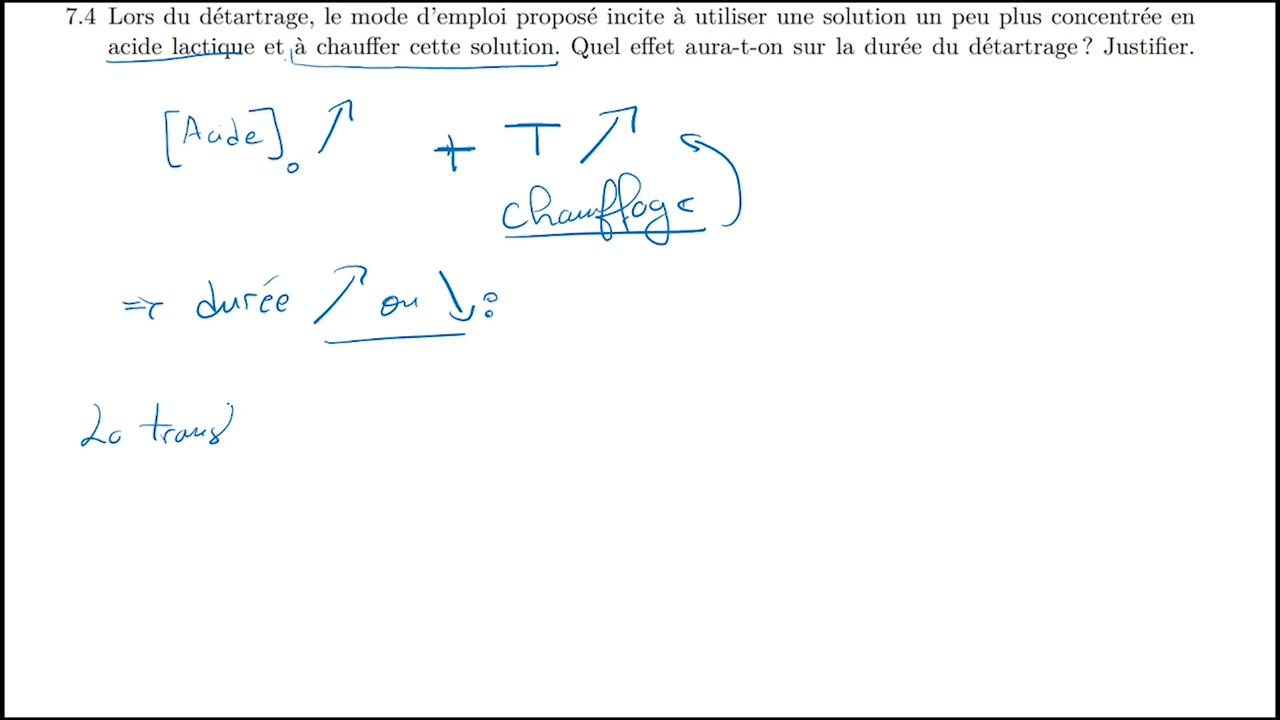 7.4 Lors du détartrage, le mode d'emploi proposé incite à utiliser une solution un peu plus concentrée en
acide lactique et à chauffer cette solution. Quel effet aura-t-on sur la durée du détartrage ? Justifier.
[Acide]₀ ↗ + T ↗
chauffage
⇒ durée ↗ ou ↘ :
La trans